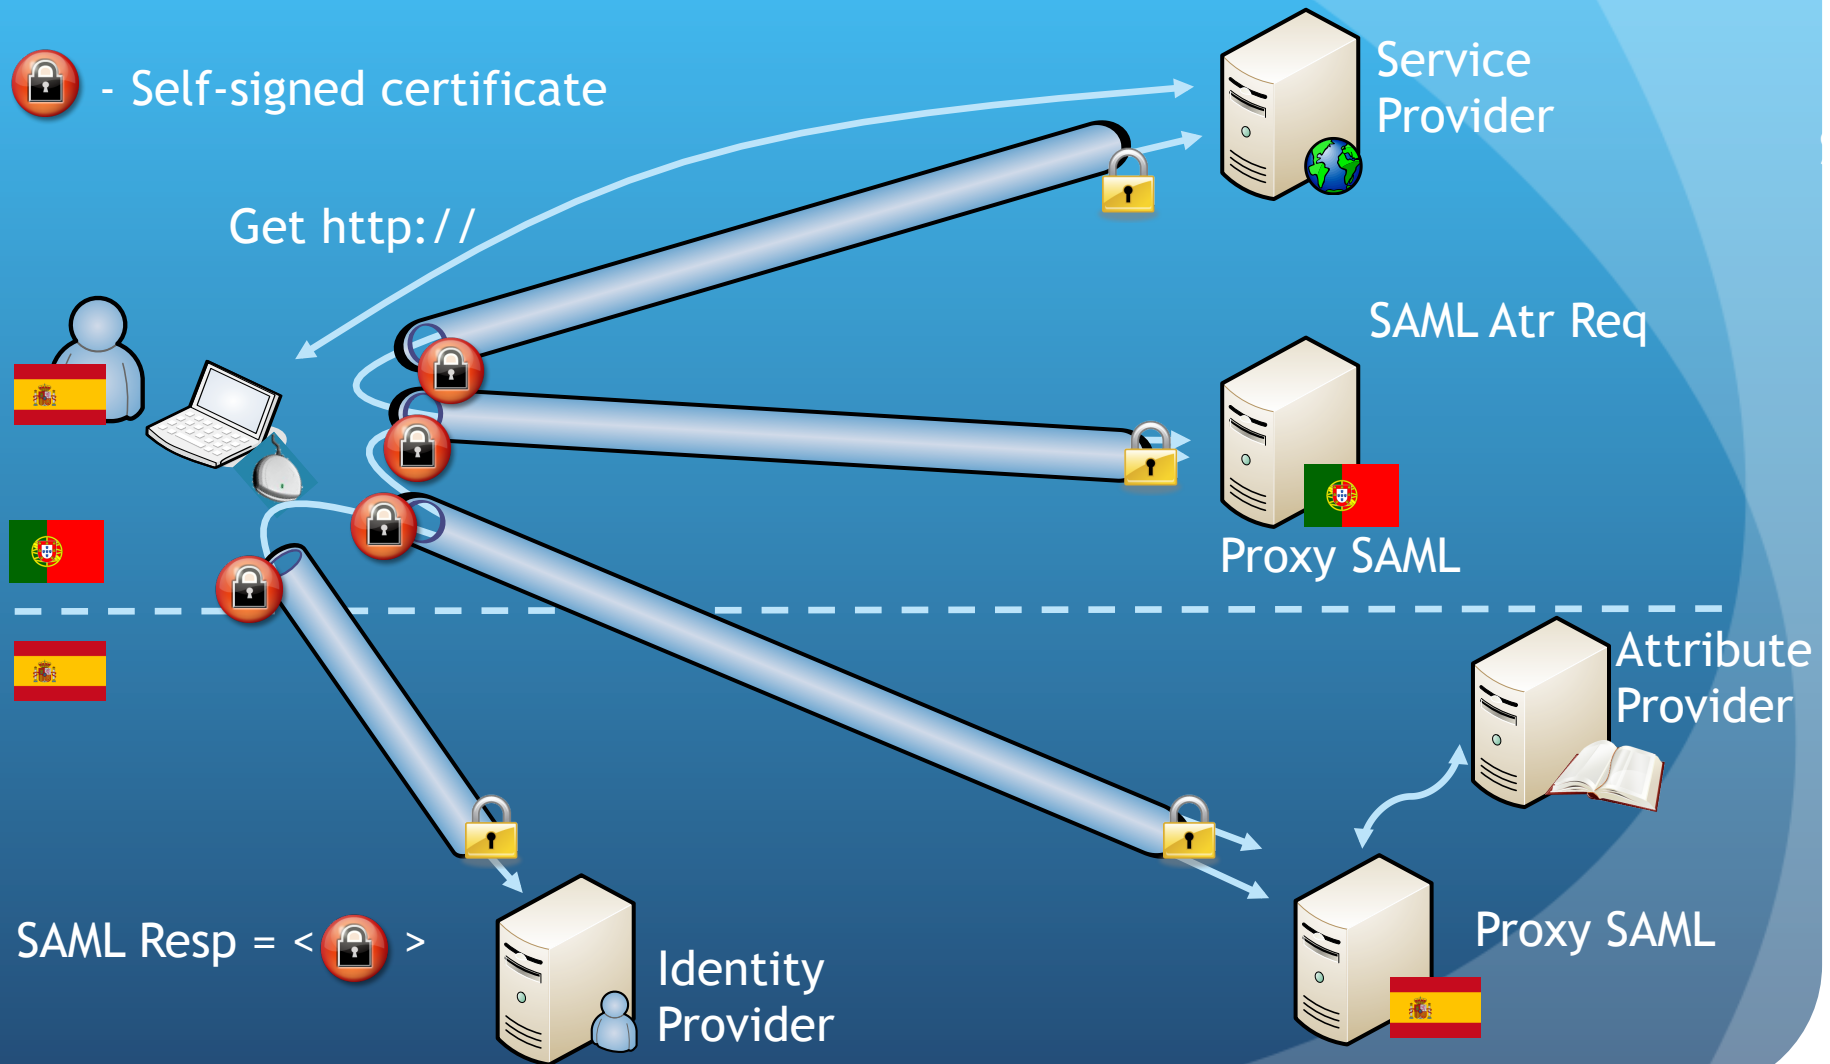 - Self-signed certificate
Service
Provider
Get http://
SAML Atr Req
Proxy SAML
Attribute
Provider
SAML Resp = < >
Identity
Provider
Proxy SAML